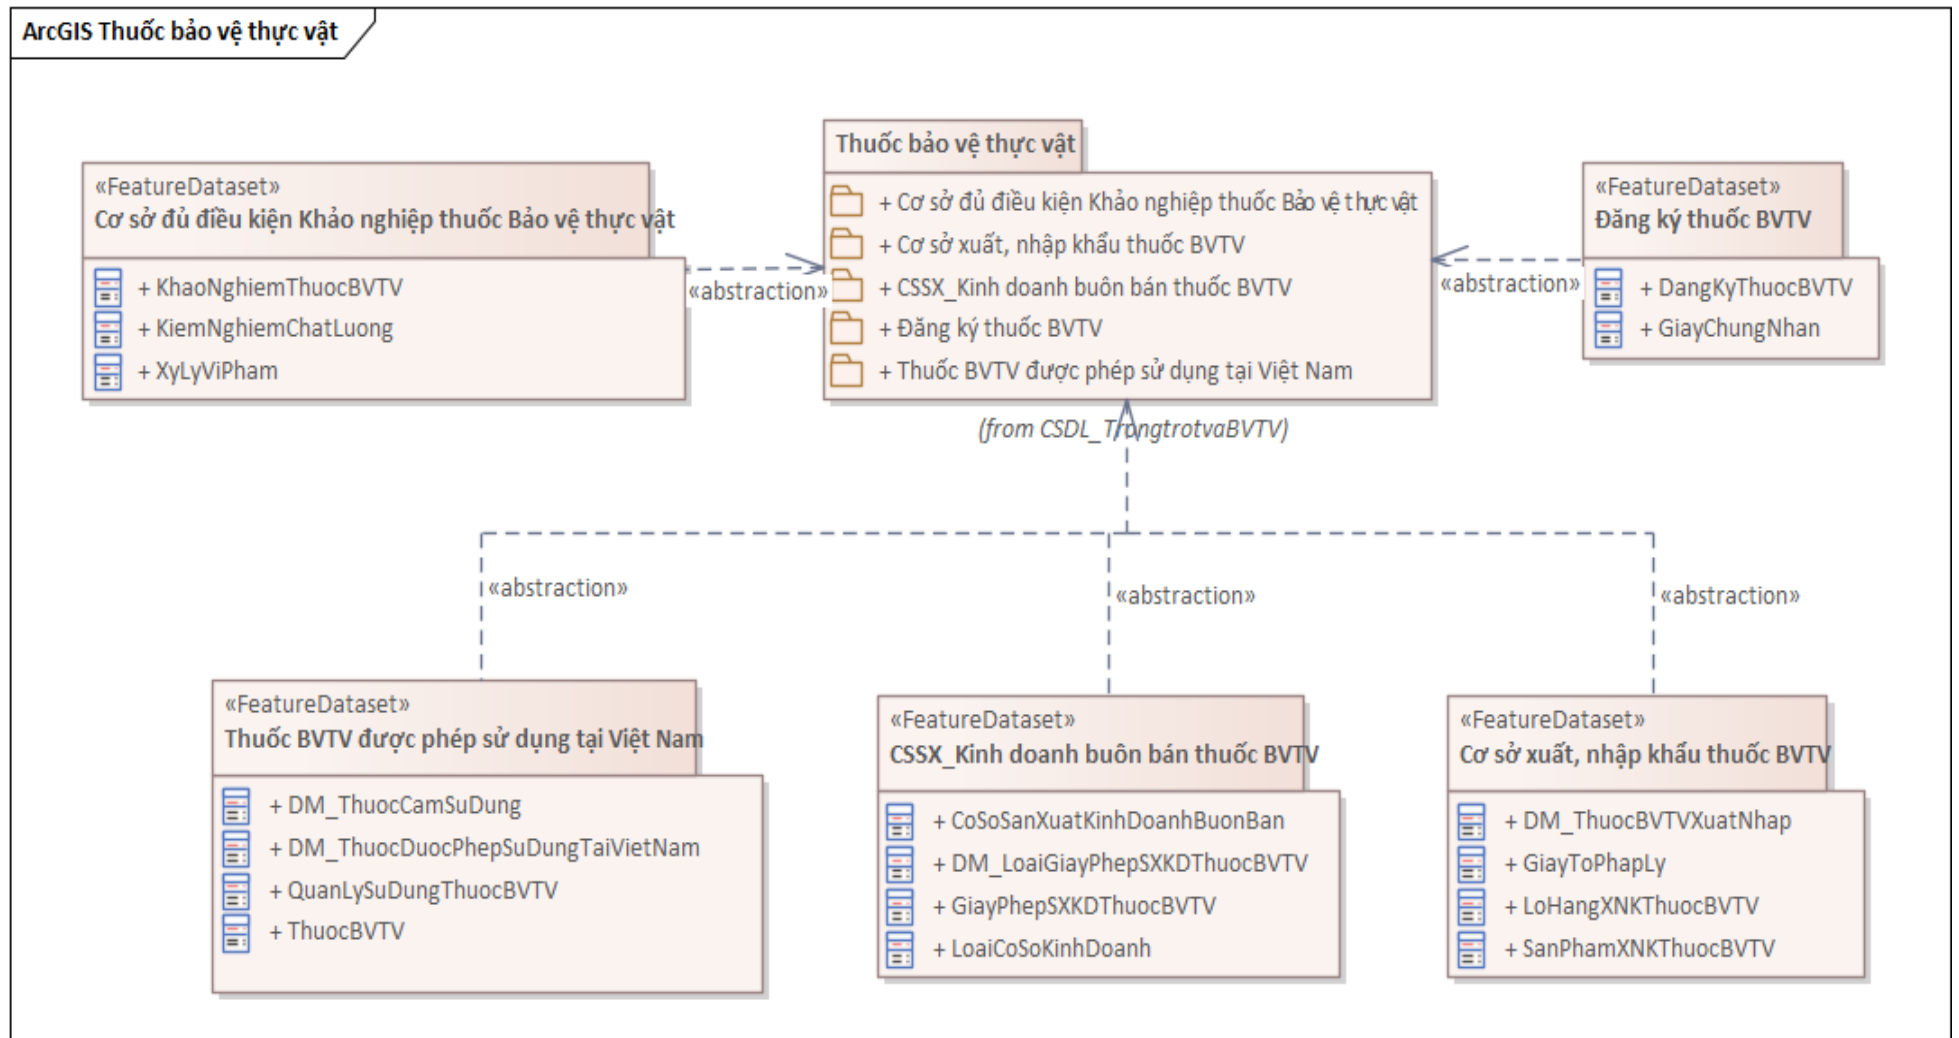 ArcGIS Thuốc bảo vệ thực vật
«FeatureDataset»
Cơ sở đủ điều kiện Khảo nghiệp thuốc Bảo vệ thực vật
+ KhaoNghiemThuocBVTV
+ KiemNghiemChatLuong
+ XyLyViPham
«abstraction»
Thuốc bảo vệ thực vật
+ Cơ sở đủ điều kiện Khảo nghiệp thuốc Bảo vệ thực vật
+ Cơ sở xuất, nhập khẩu thuốc BVTV
+ CSSX_Kinh doanh buôn bán thuốc BVTV
+ Đăng ký thuốc BVTV
+ Thuốc BVTV được phép sử dụng tại Việt Nam
(from CSDL_TrongtrotvaBVTV)
«abstraction»
«FeatureDataset»
Đăng ký thuốc BVTV
+ DangKyThuocBVTV
+ GiayChungNhan
«abstraction»
«abstraction»
«abstraction»
«FeatureDataset»
Thuốc BVTV được phép sử dụng tại Việt Nam
+ DM_ThuocCamSuDung
+ DM_ThuocDuocPhepSuDungTaiVietNam
+ QuanLySuDungThuocBVTV
+ ThuocBVTV
«FeatureDataset»
CSSX_Kinh doanh buôn bán thuốc BVTV
+ CoSoSanXuatKinhDoanhBuonBan
+ DM_LoaiGiayPhepSXKDThuocBVTV
+ GiayPhepSXKDThuocBVTV
+ LoaiCoSoKinhDoanh
«FeatureDataset»
Cơ sở xuất, nhập khẩu thuốc BVTV
+ DM_ThuocBVTVXuatNhap
+ GiayToPhapLy
+ LoHangXNKThuocBVTV
+ SanPhamXNKThuocBVTV